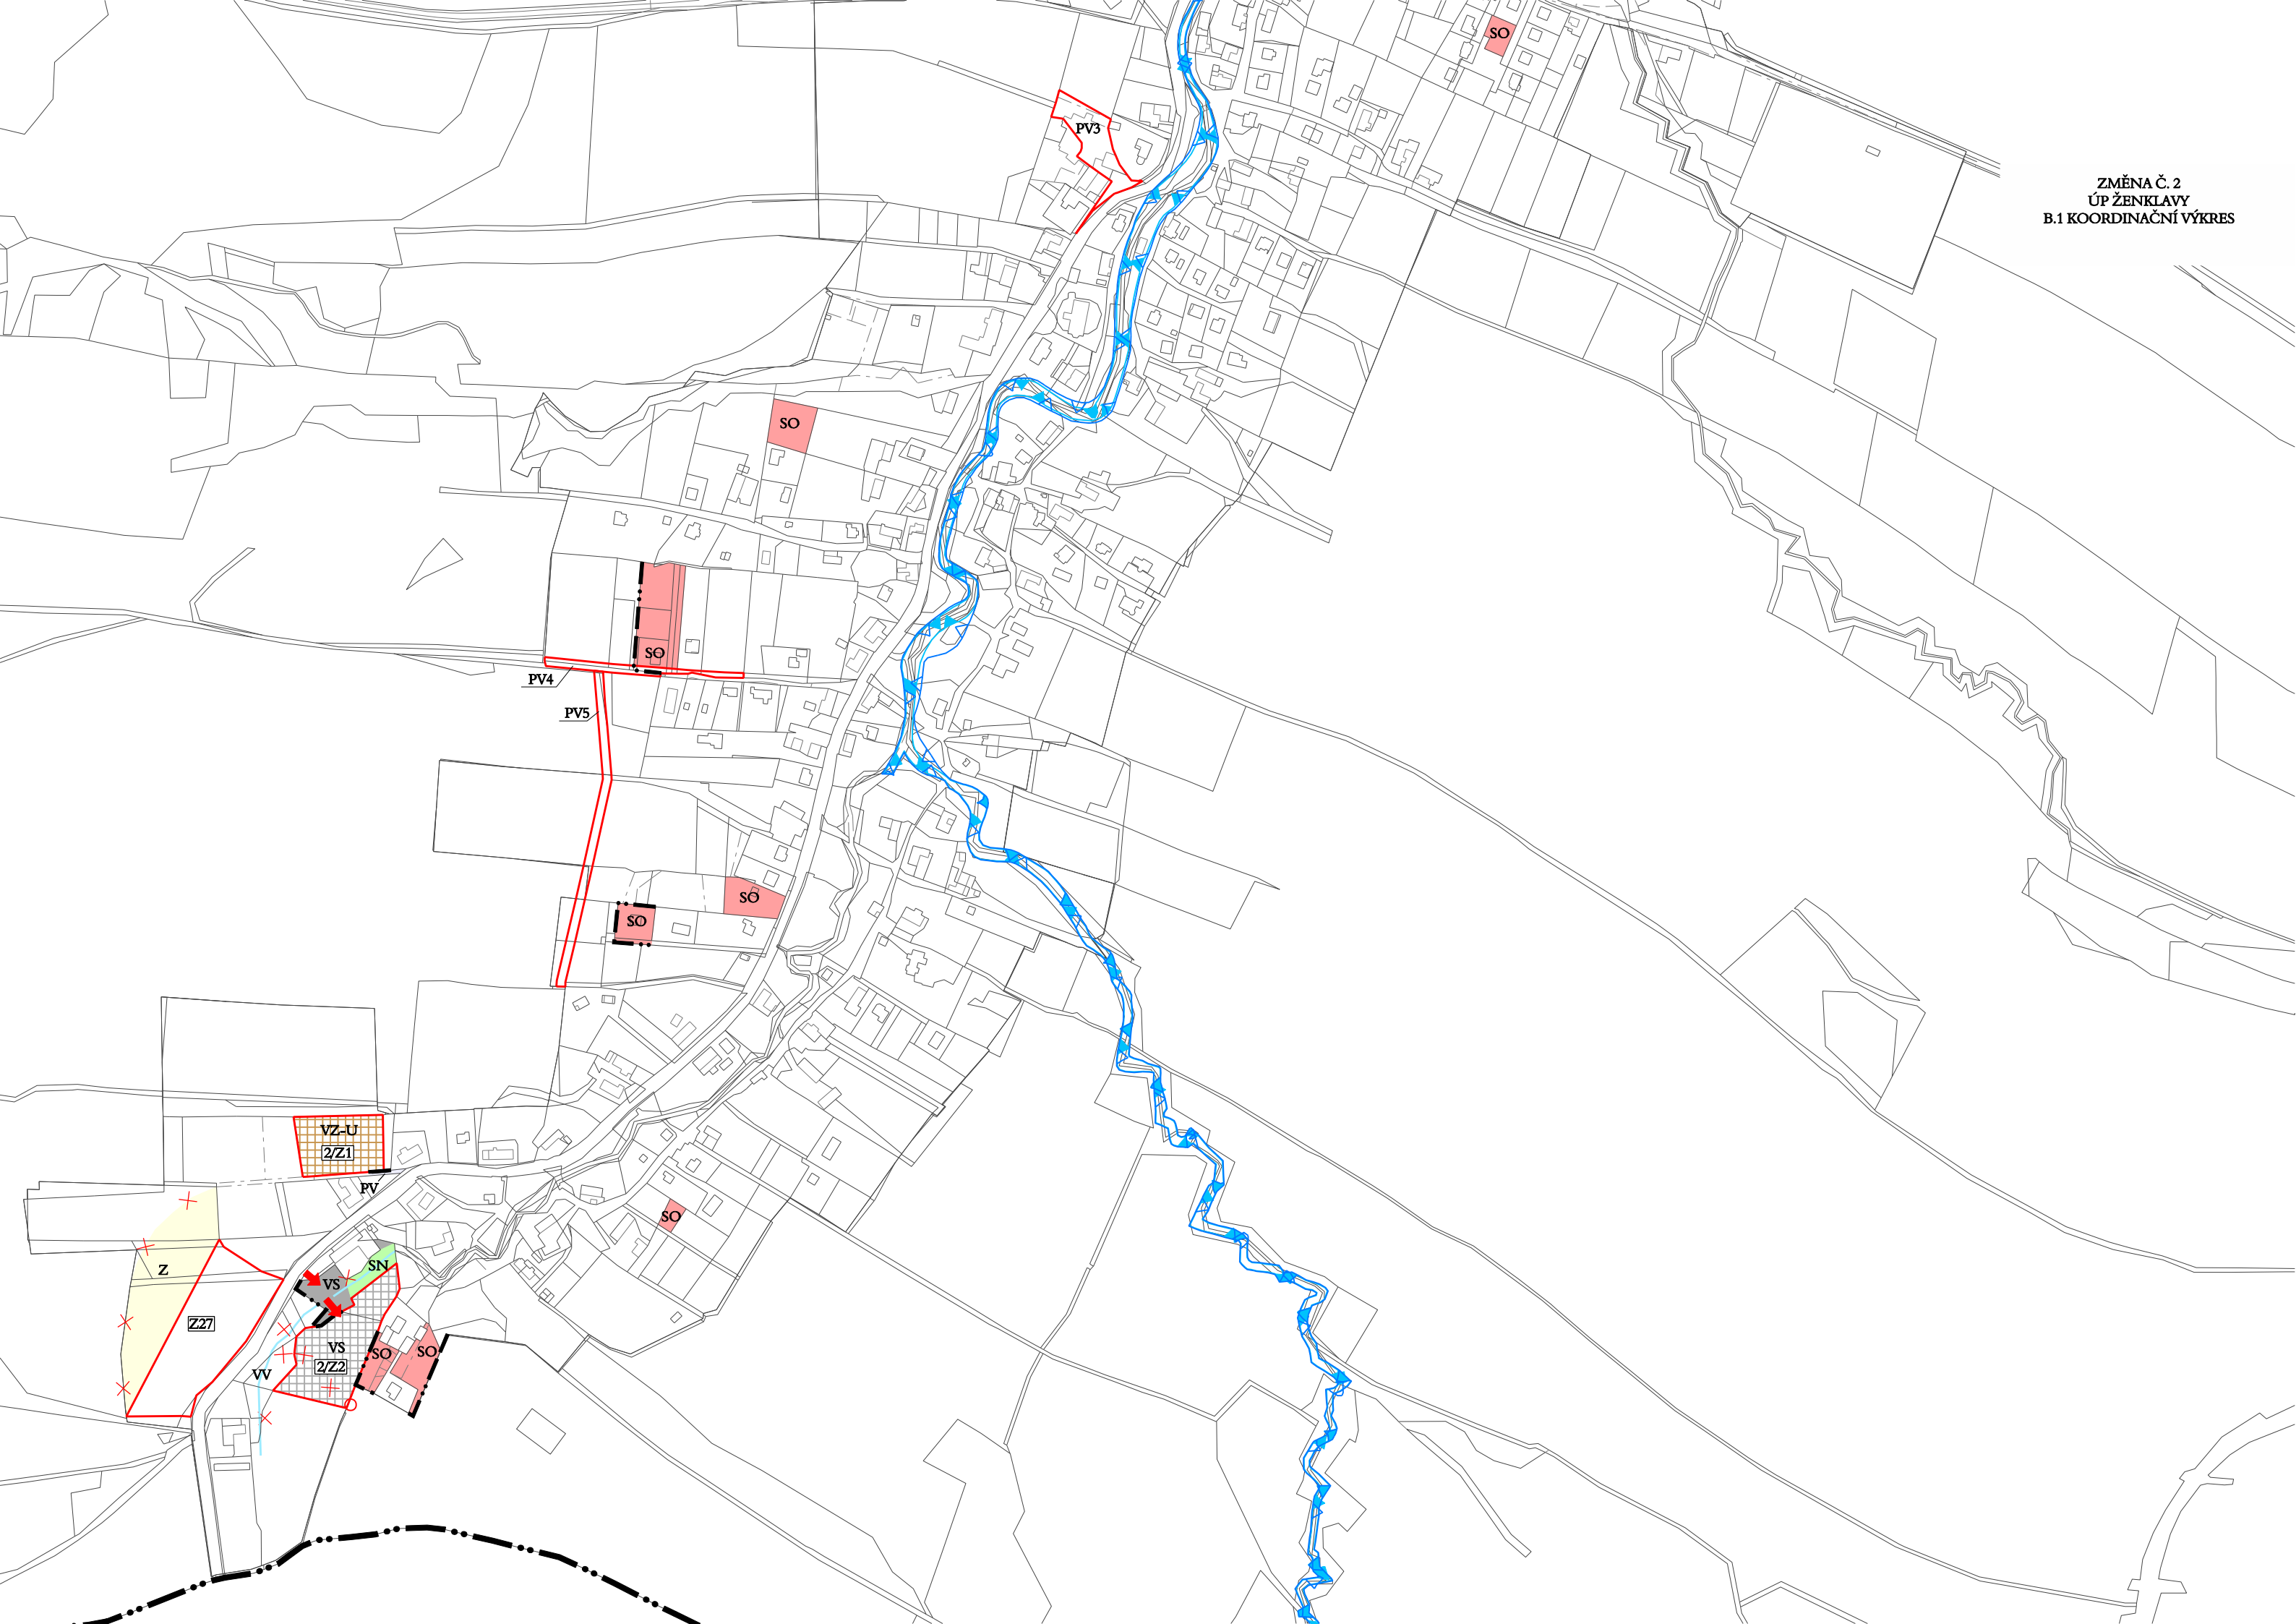 SO
PV3
ZMĚNA Č. 2
ÚP ŽENKLAVY
B.1 KOORDINAČNÍ VÝKRES
SO
SO
PV4
PV5
SO
SO
VZ-U
2/Z1
PV
SO
Z
SN
VS
Z27
VS
2/Z2
SO
SO
VV